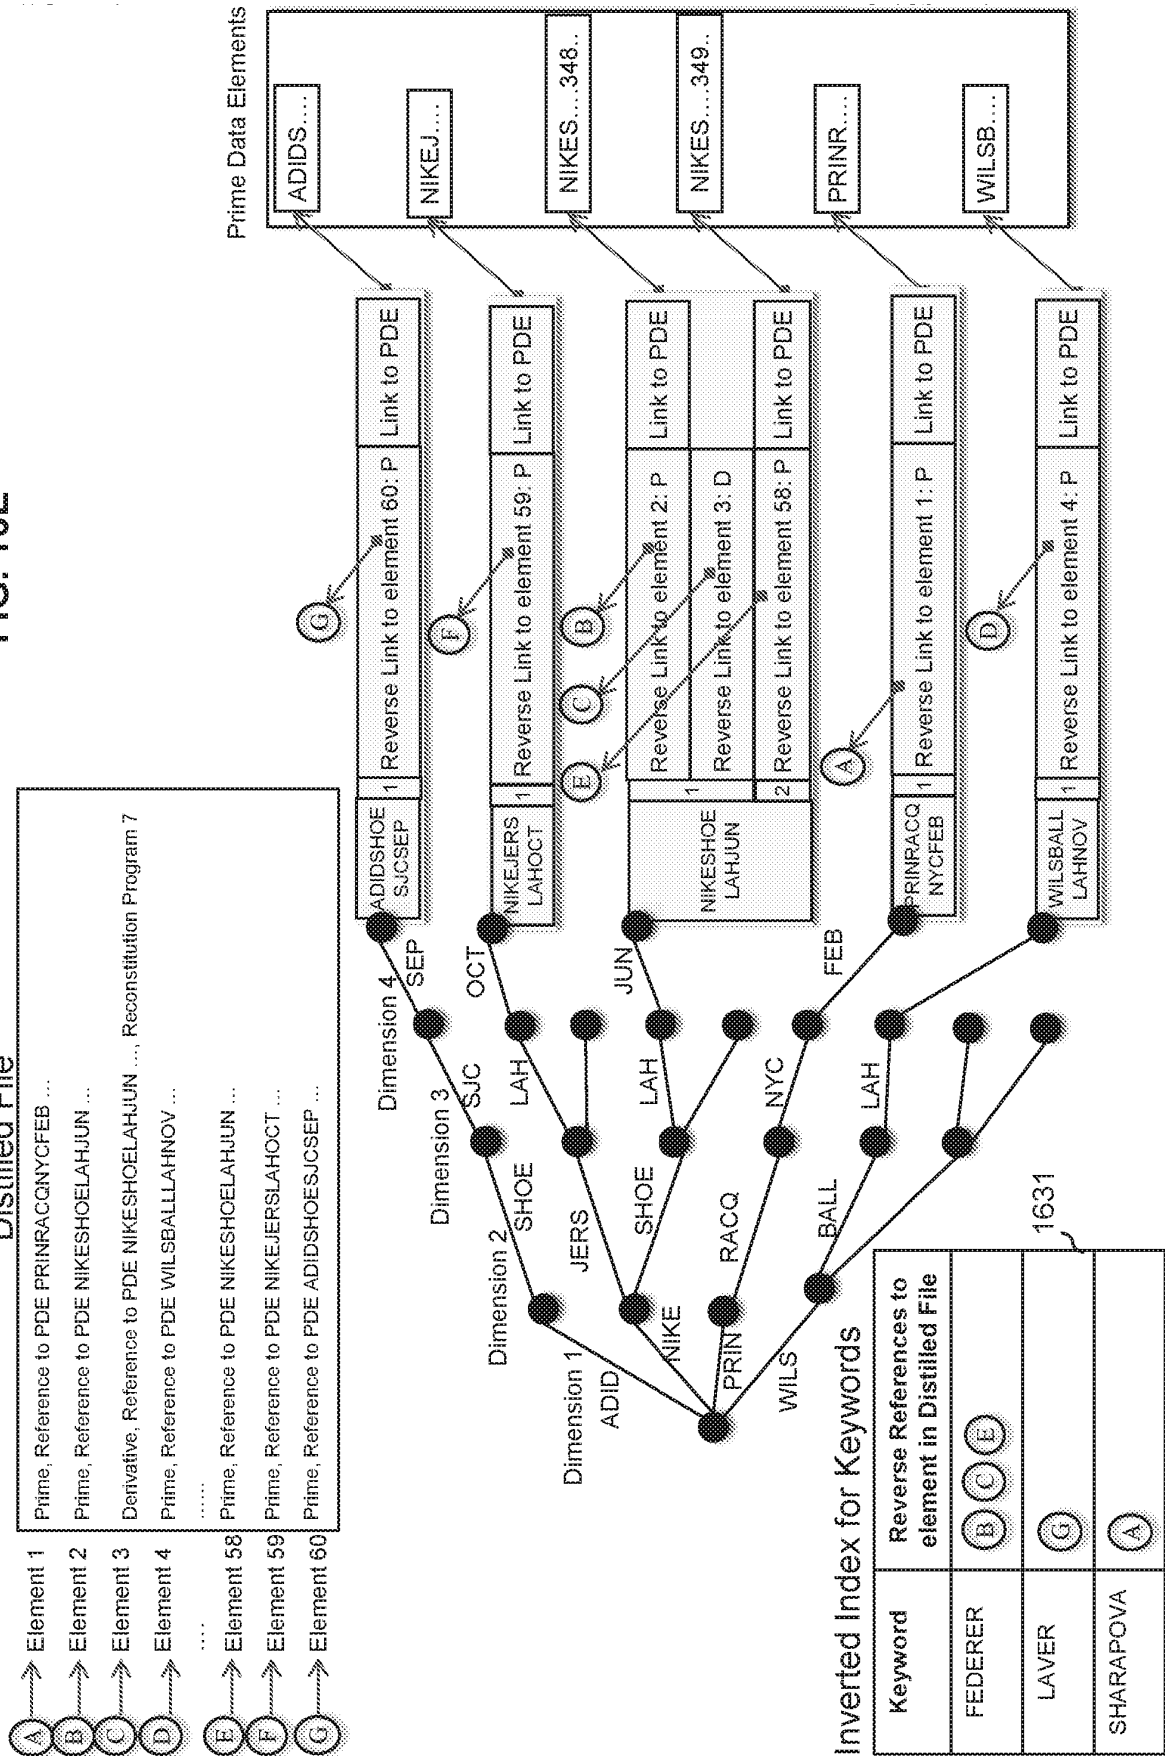 Distilled File
A
Element 1
Prime, Reference to PDE PRINRACQNYCFEB ...
B
Element 2
Prime, Reference to PDE NIKESHOELAHJUN ...
C
Element 3
Derivative, Reference to PDE NIKESHOELAHJUN ..., Reconstitution Program 7
D
Element 4
Prime, Reference to PDE WILSBALLLAHNOV ...
....
......
E
Element 58
Prime, Reference to PDE NIKESHOELAHJUN ...
F
Element 59
Prime, Reference to PDE NIKEJERSLAHOCT ...
G
Element 60
Prime, Reference to PDE ADIDSHOESJCSEP ...
Dimension 1
Dimension 2
Dimension 3
Dimension 4
ADID
SHOE
SJC
SEP
NIKE
JERS
LAH
OCT
SHOE
LAH
JUN
PRIN
RACQ
NYC
FEB
WILS
BALL
LAH
ADIDSHOE
SJCSEP
1
Reverse Link to element 60: P
Link to PDE
G
NIKEJERS
LAHOCT
1
Reverse Link to element 59: P
Link to PDE
F
NIKESHOE
LAHJUN
1
Reverse Link to element 2: P
Link to PDE
B
Reverse Link to element 3: D
C
2
Reverse Link to element 58: P
Link to PDE
E
PRINRACQ
NYCFEB
1
Reverse Link to element 1: P
Link to PDE
A
WILSBALL
LAHNOV
1
Reverse Link to element 4: P
Link to PDE
D
Prime Data Elements
ADIDS....
NIKEJ....
NIKES....348..
NIKES....349..
PRINR....
WILSB....
Inverted Index for Keywords
1631
Keyword
Reverse References to
element in Distilled File
FEDERER
B C E
LAVER
G
SHARAPOVA
A